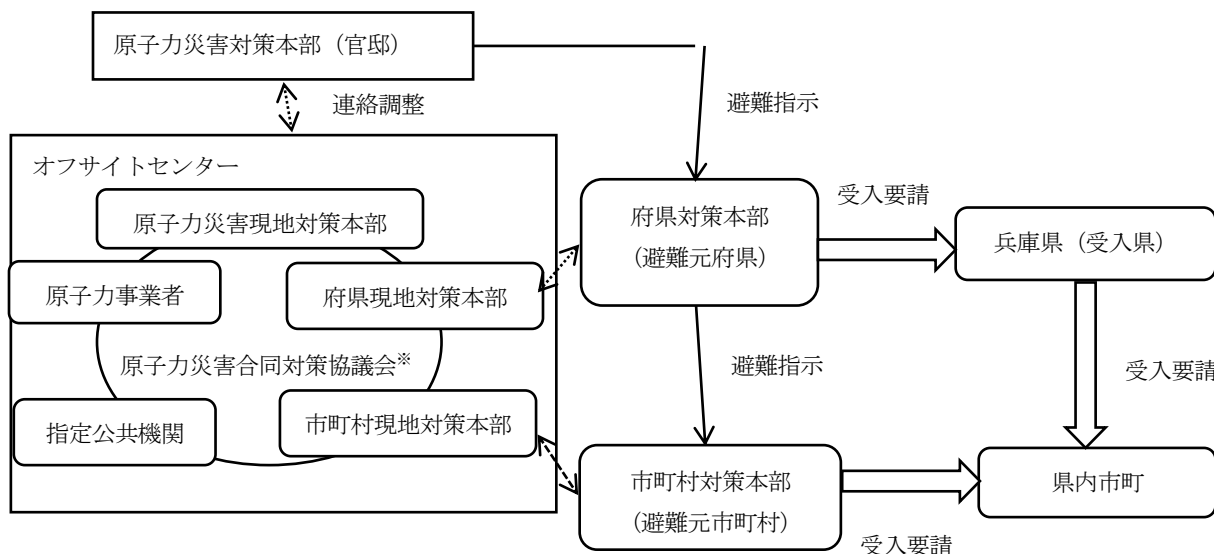 原子力災害対策本部（官邸）
連絡調整
避難指示
オフサイトセンター
原子力災害現地対策本部
府県対策本部
（避難元府県）
受入要請
兵庫県（受入県）
原子力事業者
府県現地対策本部
原子力災害合同対策協議会※
避難指示
受入要請
指定公共機関
市町村現地対策本部
市町村対策本部
（避難元市町村）
県内市町
受入要請